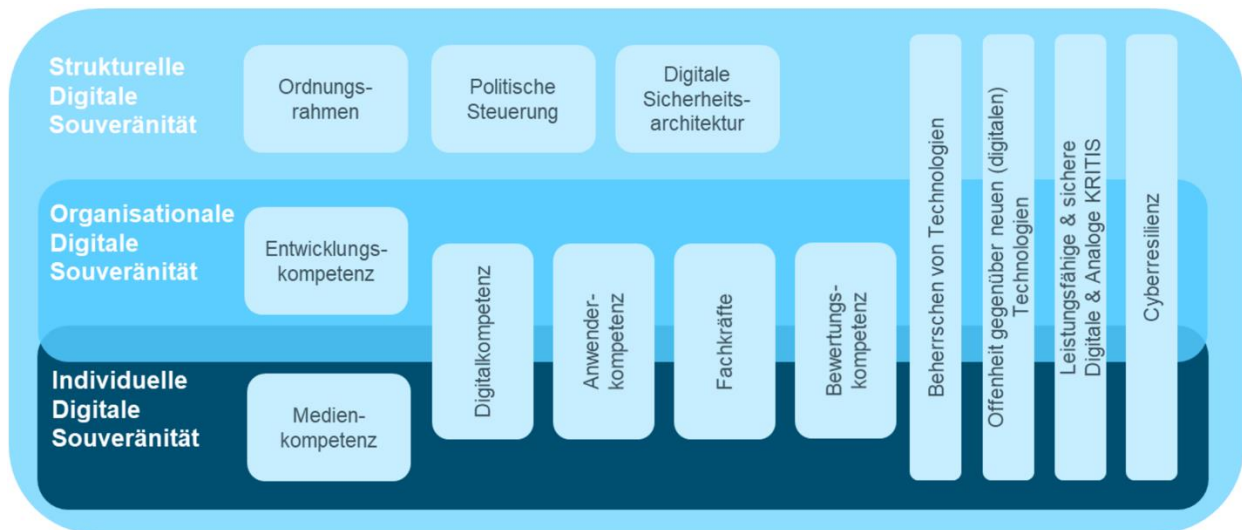 Strukturelle
Digitale
Souveränität
Ordnungs-
rahmen
Politische
Steuerung
Digitale
Sicherheits-
architektur
Organisationale
Digitale
Souveränität
Entwicklungs-
kompetenz
Individuelle
Digitale
Souveränität
Medien-
kompetenz
Digitalkompetenz
Anwender-
kompetenz
Fachkräfte
Bewertungs-
kompetenz
Beherrschen von Technologien
Offenheit gegenüber neuen (digitalen)
Technologien
Leistungsfähige & sichere
Digitale & Analoge KRITIS
Cyberresilienz